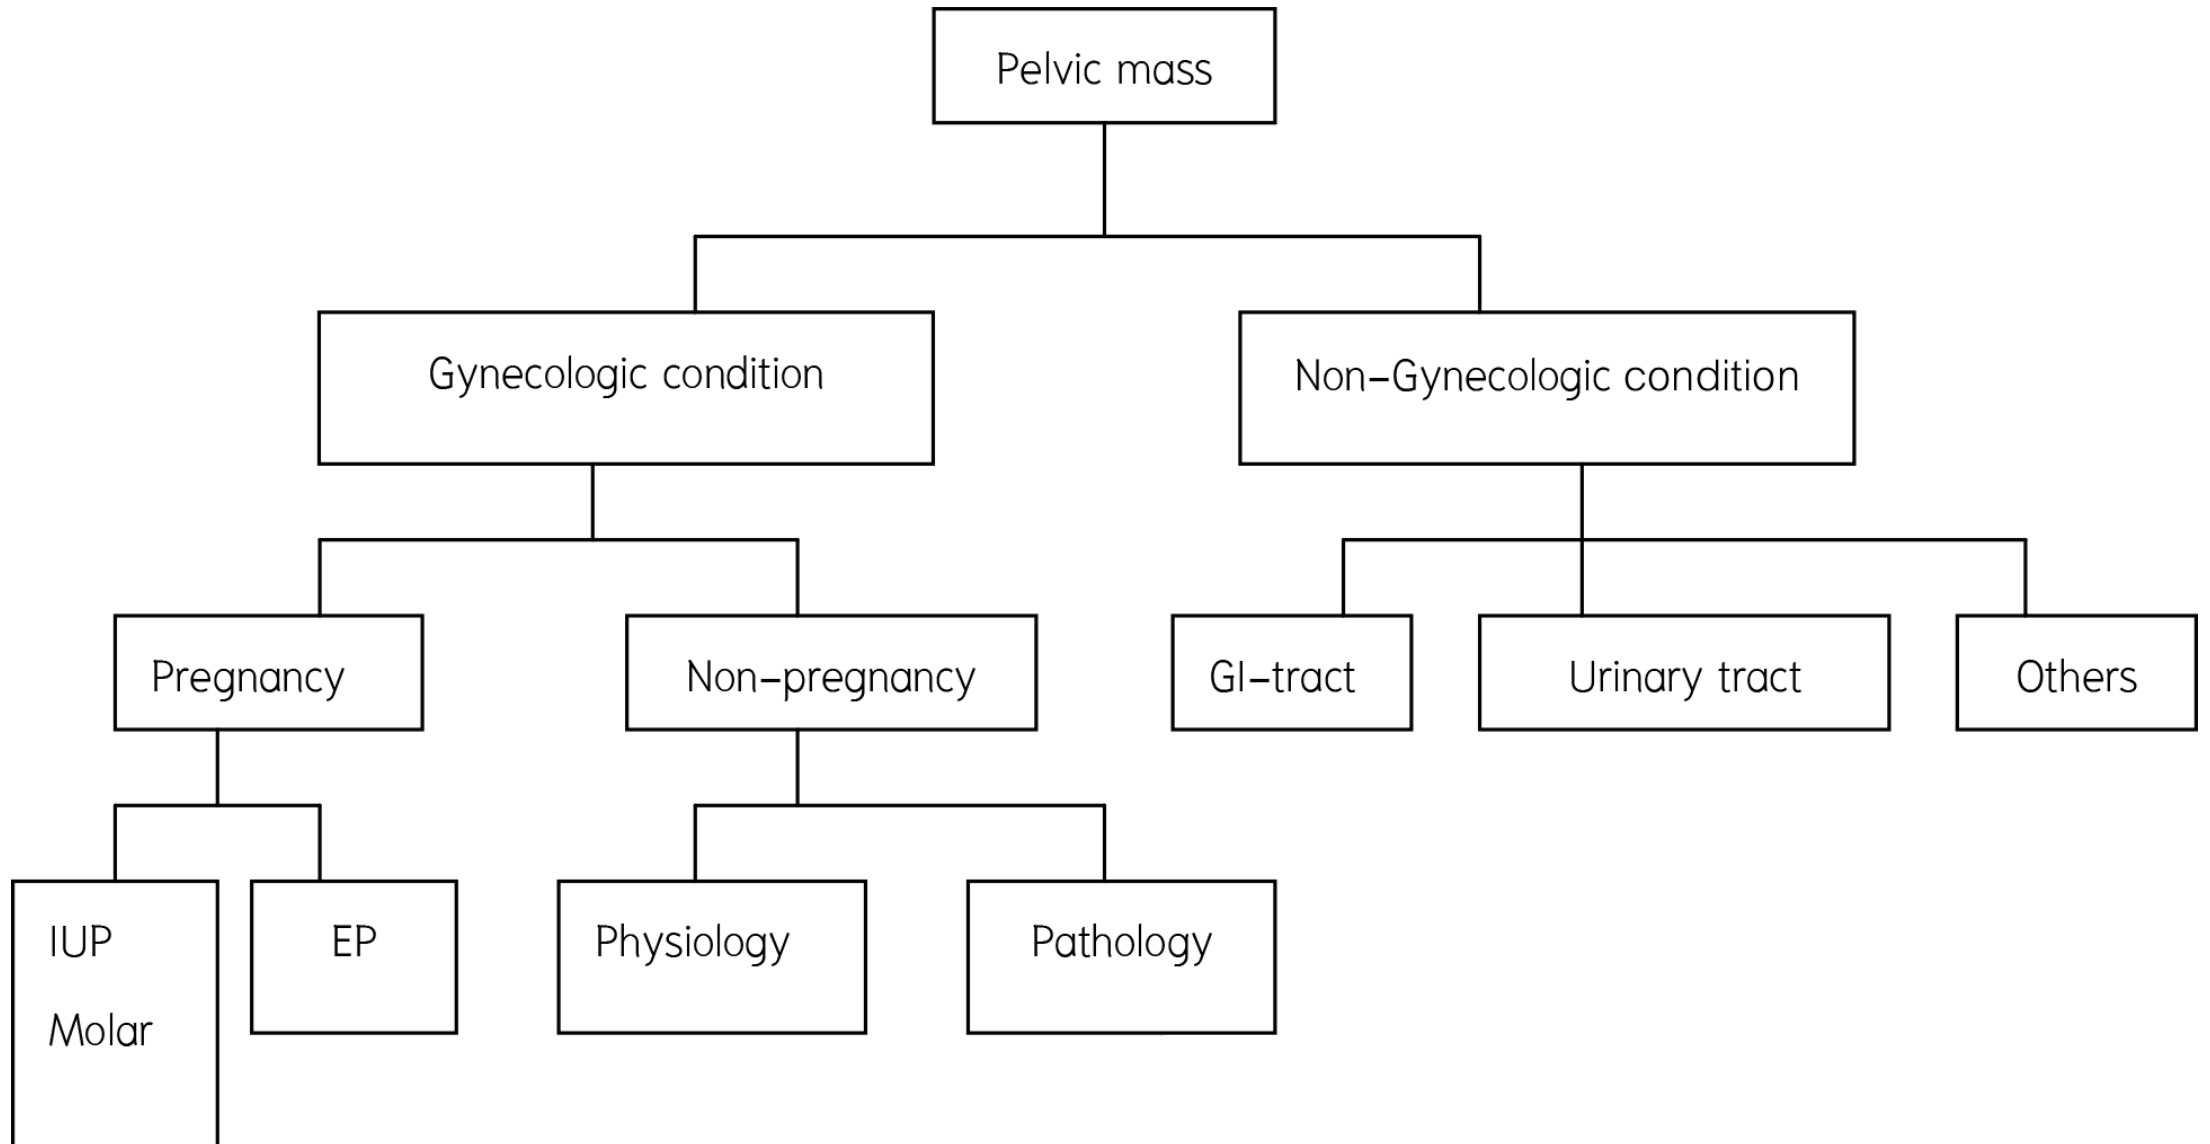 Pelvic mass
Gynecologic condition
Non-Gynecologic condition
Pregnancy
Non-pregnancy
GI-tract
Urinary tract
Others
IUP
Molar
EP
Physiology
Pathology